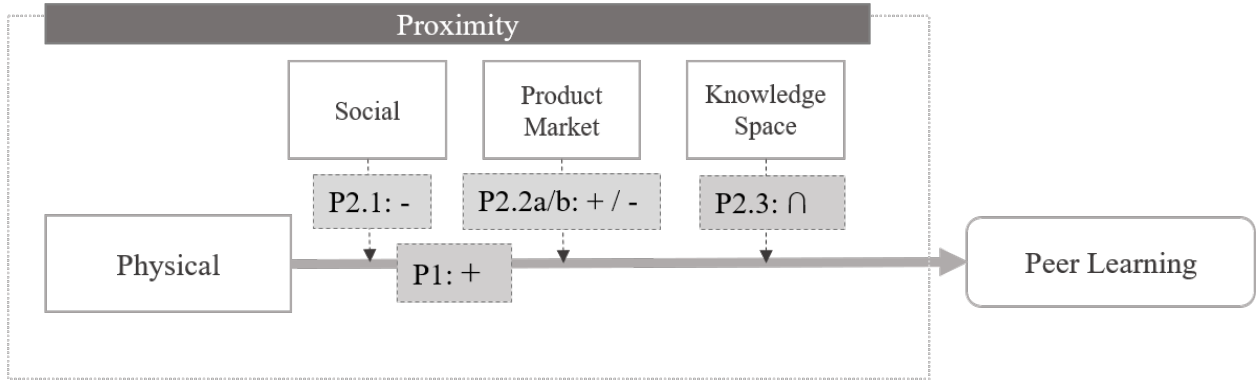 Proximity
Social
Product
Market
Knowledge
Space
P2.1: -
P2.2a/b: + / -
P2.3: ∩
Physical
P1: +
Peer Learning